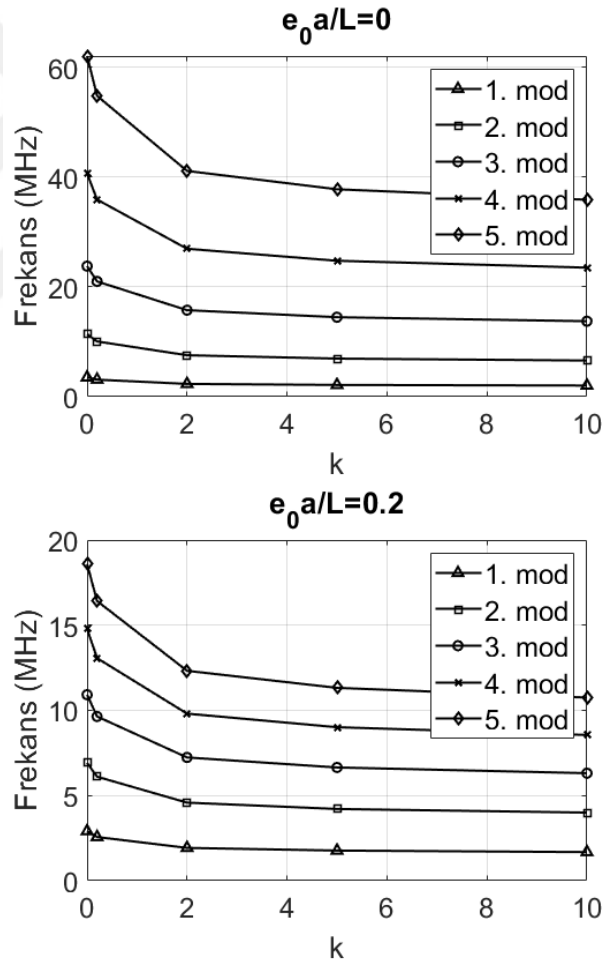 e₀a/L=0
60
40
20
0
Frekans (MHz)
1. mod
2. mod
3. mod
4. mod
5. mod
0 2 4 6 8 10
k
e₀a/L=0.2
20
15
10
5
0
Frekans (MHz)
1. mod
2. mod
3. mod
4. mod
5. mod
0 2 4 6 8 10
k